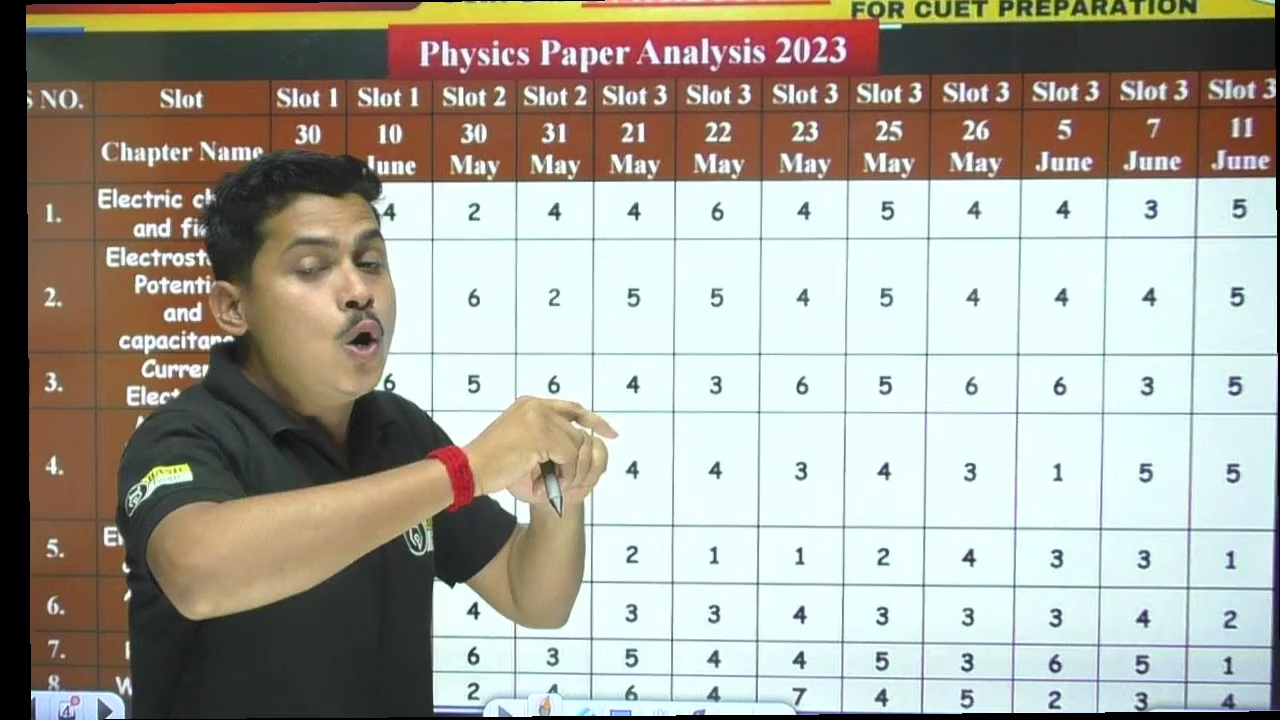 FOR CUET PREPARATION
Physics Paper Analysis 2023
NO. Slot Slot 1 Slot 1 Slot 2 Slot 2 Slot 3 Slot 3 Slot 3 Slot 3 Slot 3 Slot 3 Slot 3 Slot 3
Chapter Name 30 10 June 30 May 31 May 21 May 22 May 23 May 25 May 26 May 5 June 7 June 11 June
1. Electric and 4 2 4 4 6 4 5 4 4 3 5
2. and 6 2 5 5 4 5 4 4 4 5
3. 6 5 6 4 3 6 5 6 6 3 5
4. 4 4 3 4 3 1 5 5
5. 2 1 1 2 4 3 3 1
6. 4 3 3 4 3 3 3 4 2
7. 6 3 5 4 4 5 3 6 5 1
8 2 4 6 4 7 4 5 2 3 4